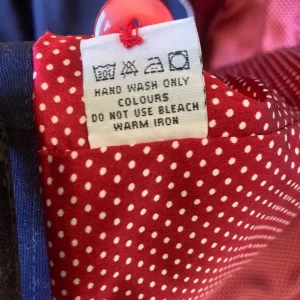 HAND WASH ONLY
COLOURS
DO NOT USE BLEACH
WARM IRON